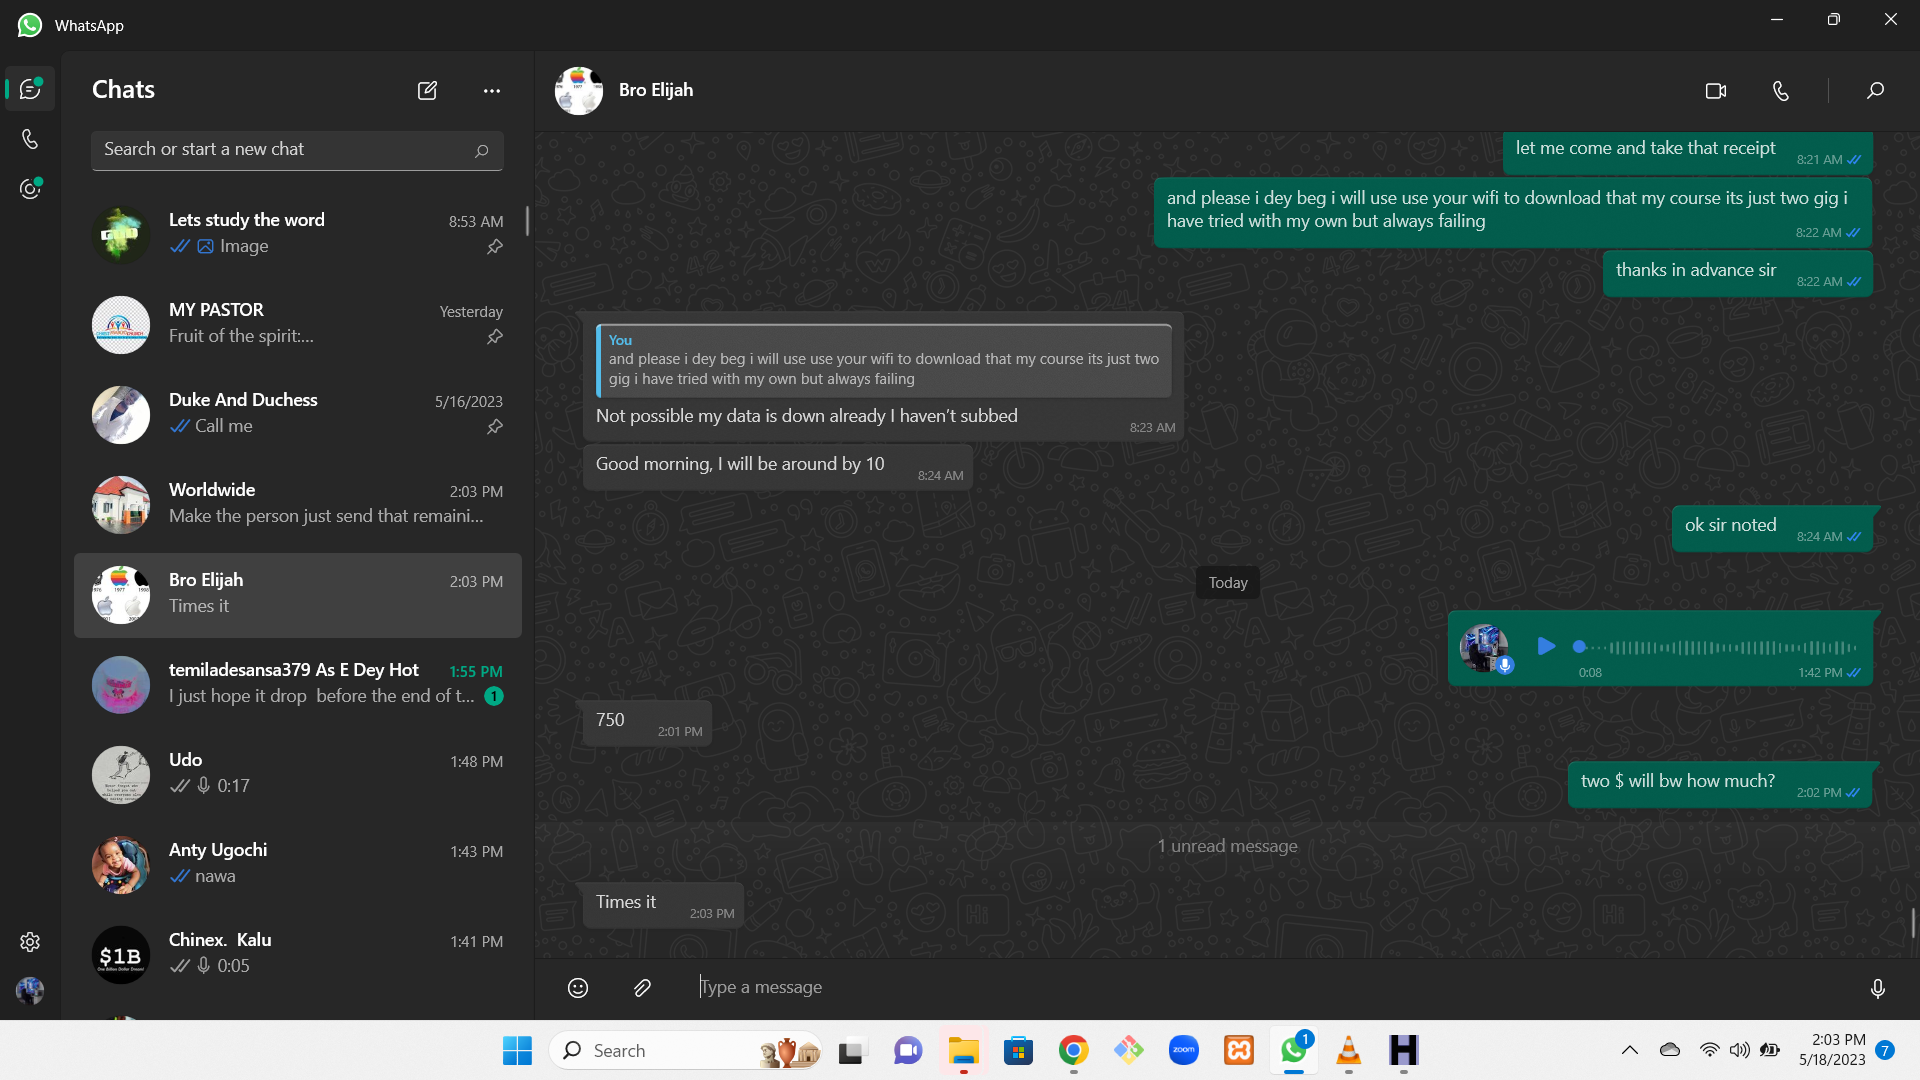 WhatsApp
Chats
Search or start a new chat
Lets study the word
8:53 AM
Image
MY PASTOR
Yesterday
Fruit of the spirit:...
Duke And Duchess
5/16/2023
Call me
Worldwide
2:03 PM
Make the person just send that remaini...
Bro Elijah
2:03 PM
Times it
temiladesansa379 As E Dey Hot
1:55 PM
I just hope it drop before the end of t...
1
Udo
1:48 PM
0:17
Anty Ugochi
1:43 PM
nawa
$1B
Chinex. Kalu
1:41 PM
0:05
Bro Elijah
let me come and take that receipt
8:21 AM
and please i dey beg i will use use your wifi to download that my course its just two gig i
have tried with my own but always failing
8:22 AM
thanks in advance sir
8:22 AM
You
and please i dey beg i will use use your wifi to download that my course its just two
gig i have tried with my own but always failing
Not possible my data is down already I haven't subbed
8:23 AM
Good morning, I will be around by 10
8:24 AM
ok sir noted
8:24 AM
Today
0:08
1:42 PM
750
2:01 PM
two $ will bw how much?
2:02 PM
1 unread message
Times it
2:03 PM
Type a message
Search
zoom
1
H
2:03 PM
5/18/2023
7